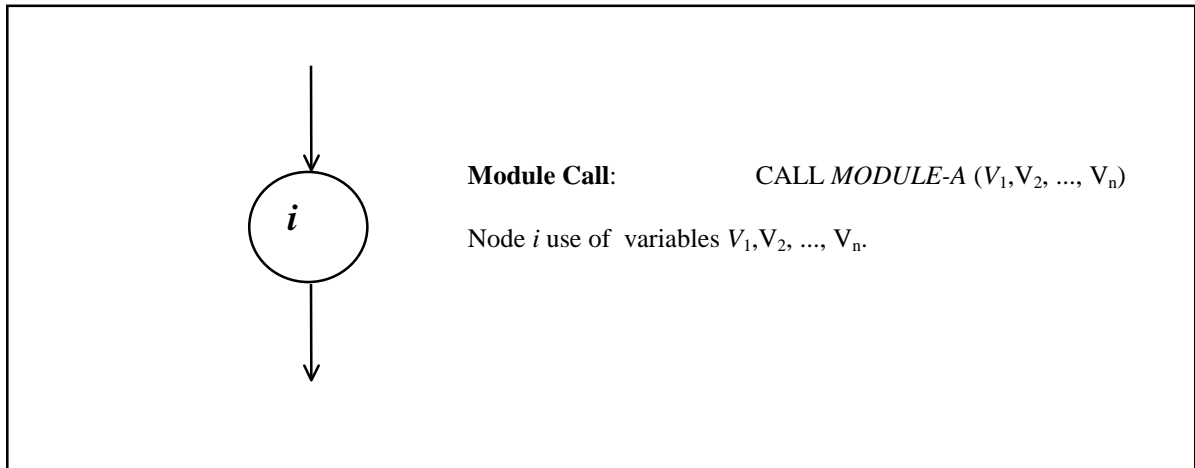 i
Module Call: CALL MODULE-A (V₁,V₂, ..., Vₙ)
Node i use of variables V₁,V₂, ..., Vₙ.